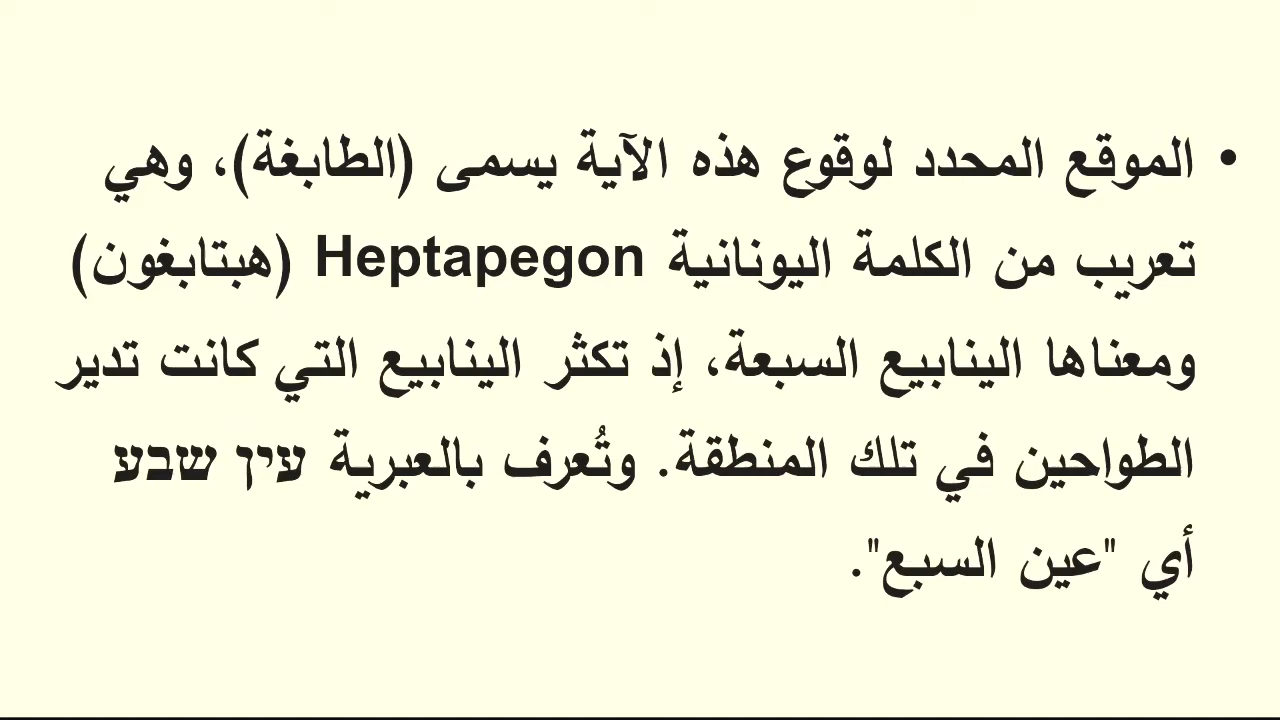 • الموقع المحدد لوقوع هذه الآية يسمى (الطابغة)، وهي
تعريب من الكلمة اليونانية Heptapegon (هبتابغون)
ومعناها الينابيع السبعة، إذ تكثر الينابيع التي كانت تدير
الطواحين في تلك المنطقة. وتُعرف بالعبرية עין שבע
أي "عين السبع".